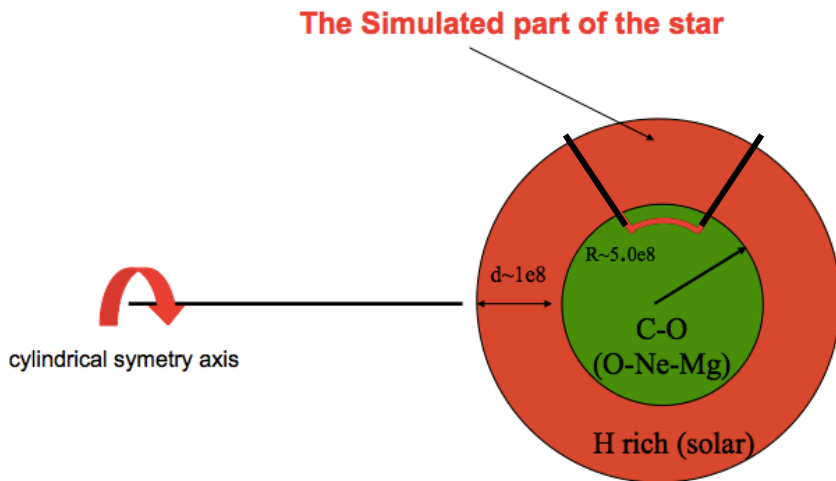 The Simulated part of the star
R~5.0e8
d~1e8
C-O
(O-Ne-Mg)
cylindrical symetry axis
H rich (solar)